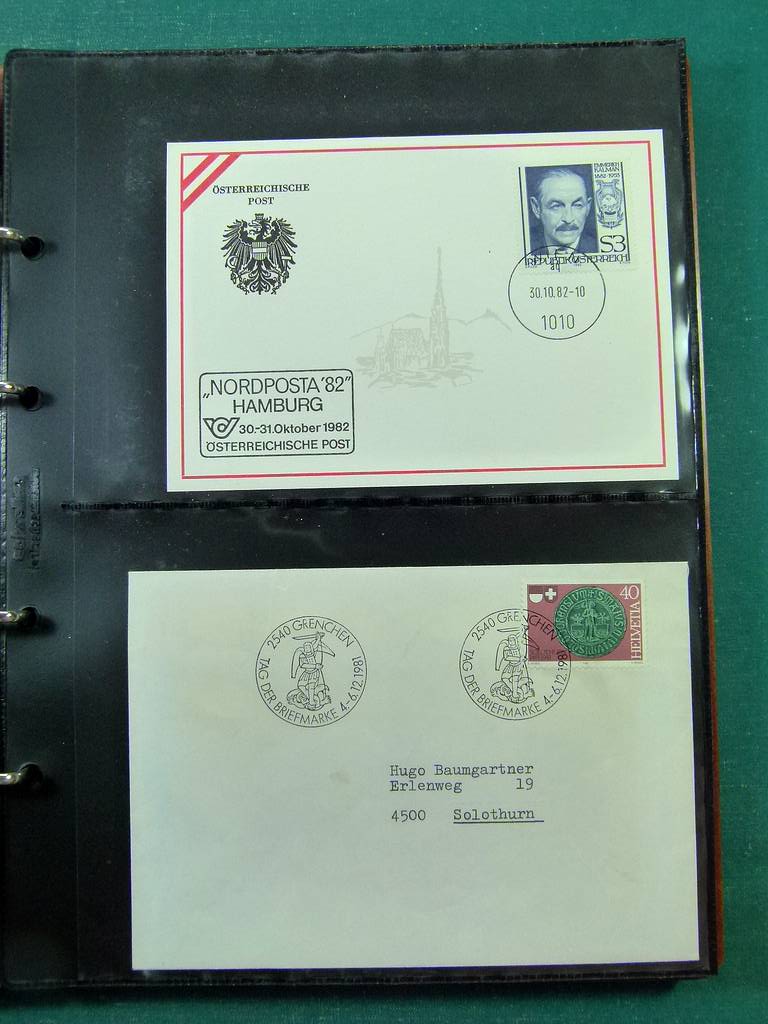 ÖSTERREICHISCHE
POST
EMMERICH
KALMAN
1882-1953
S3
REPUBLIK ÖSTERREICH
30.10.82-10
1010
„NORDPOSTA '82"
HAMBURG
30.-31.Oktober 1982
ÖSTERREICHISCHE POST
2540 GRENCHEN
TAG DER BRIEFMARKE 4.-6.12.1981
2540 GRENCHEN
TAG DER BRIEFMARKE 4.-6.12.1981
40
HELVETIA
Hugo Baumgartner
Erlenweg 19
4500 Solothurn